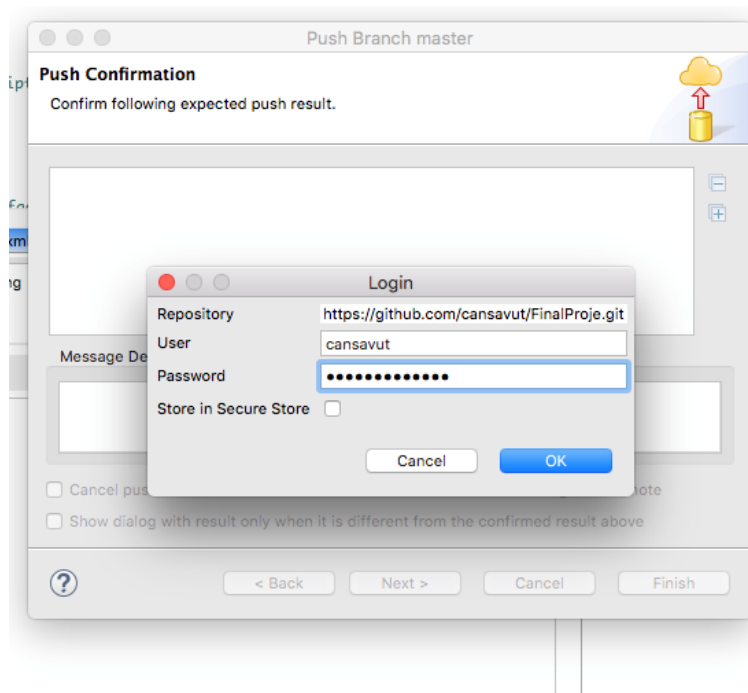 Push Branch master
Push Confirmation
Confirm following expected push result.
Login
Repository https://github.com/cansavut/FinalProje.git
User cansavut
Password •••••••••••••
Store in Secure Store
Cancel OK
Message De
Cancel pus
Show dialog with result only when it is different from the confirmed result above
? < Back Next > Cancel Finish